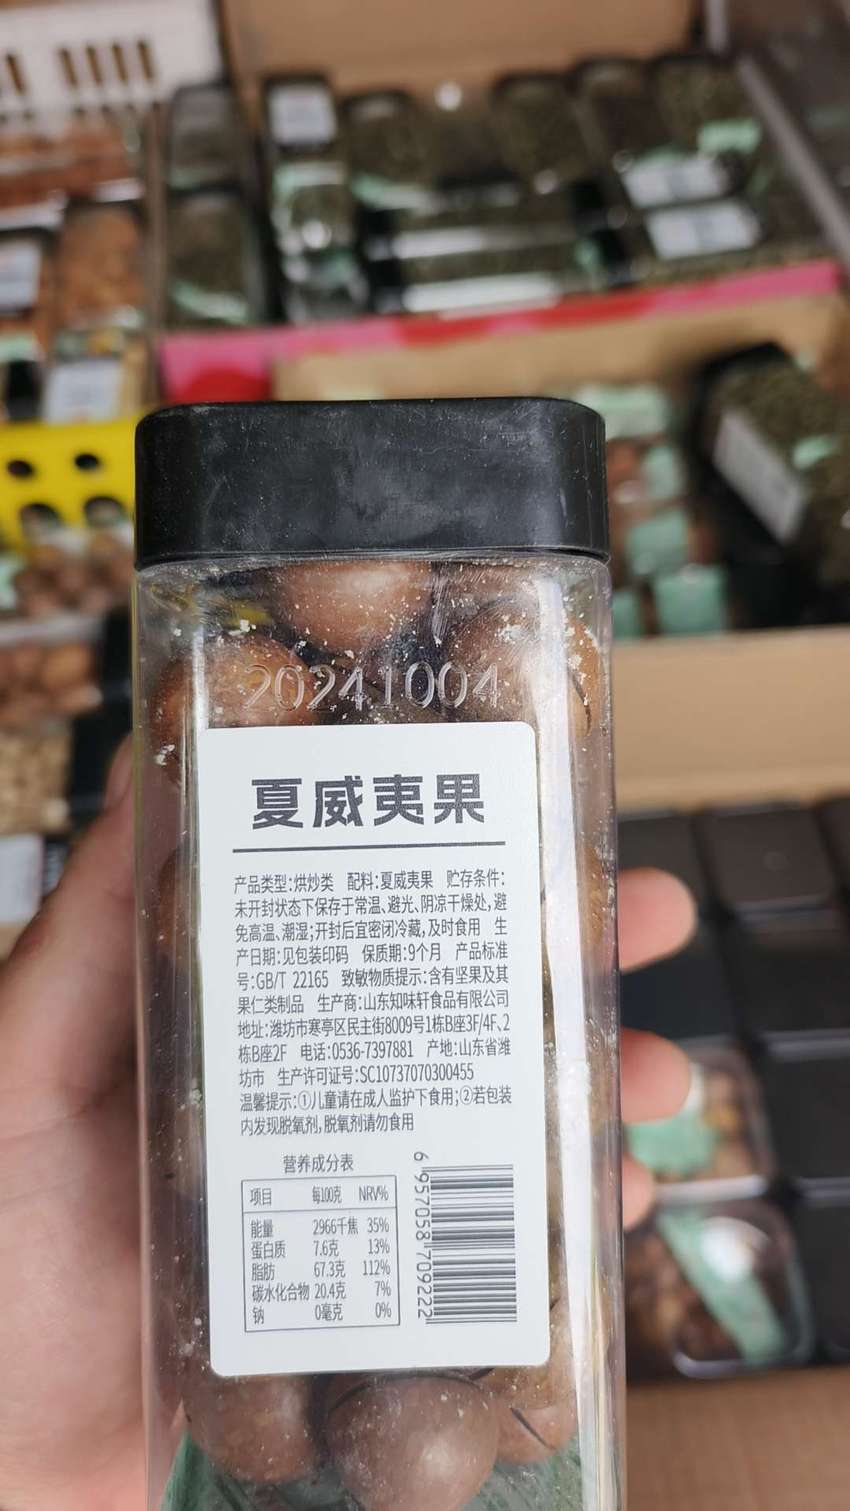 20241004
夏威夷果
产品类型:烘炒类 配料:夏威夷果 贮存条件:
未开封状态下保存于常温、避光、阴凉干燥处,避
免高温、潮湿;开封后宜密闭冷藏,及时食用 生
产日期:见包装印码 保质期:9个月 产品标准
号:GB/T 22165 致敏物质提示:含有坚果及其
果仁类制品 生产商:山东知味轩食品有限公司
地址:潍坊市寒亭区民主街8009号1栋B座3F/4F、2
栋B座2F 电话:0536-7397881 产地:山东省潍
坊市 生产许可证号:SC10737070300455
温馨提示:①儿童请在成人监护下食用;②若包装
内发现脱氧剂,脱氧剂请勿食用
营养成分表
项目 每100克 NRV%
能量 2966千焦 35%
蛋白质 7.6克 13%
脂肪 67.3克 112%
碳水化合物 20.4克 7%
钠 0毫克 0%
6 957058 709222